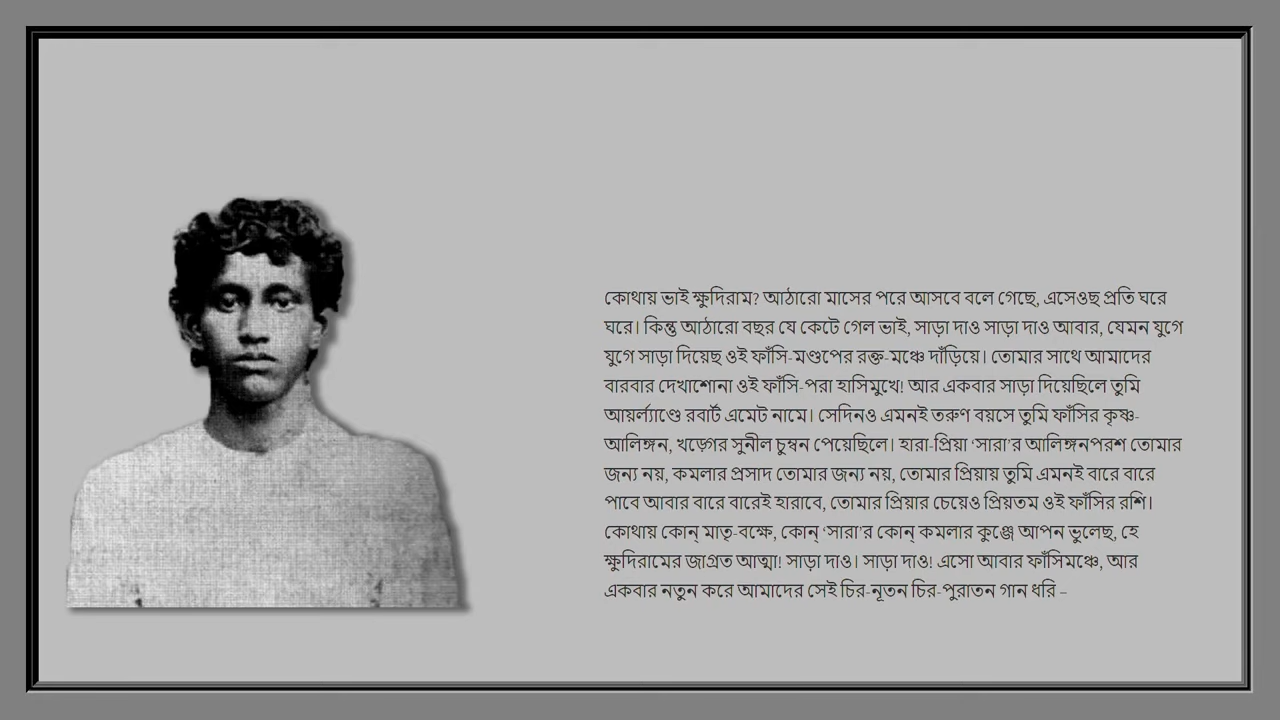 কোথায় ভাই ক্ষুদিরাম? আঠারো মাসের পরে আসবে বলে গেছে, এসেওছ প্রতি ঘরে
ঘরে। কিন্তু আঠারো বছর যে কেটে গেল ভাই, সাড়া দাও সাড়া দাও আবার, যেমন যুগে
যুগে সাড়া দিয়েছ ওই ফাঁসি-মণ্ডপের রক্ত-মঞ্চে দাঁড়িয়ে। তোমার সাথে আমাদের
বারবার দেখাশোনা ওই ফাঁসি-পরা হাসিমুখে! আর একবার সাড়া দিয়েছিলে তুমি
আয়র্ল্যাণ্ডে রবার্ট এমেট নামে। সেদিনও এমনই তরুণ বয়সে তুমি ফাঁসির কৃষ্ণ-
আলিঙ্গন, খড়্গের সুনীল চুম্বন পেয়েছিলে। হারা-প্রিয়া ‘সারা’র আলিঙ্গনপরশ তোমার
জন্য নয়, কমলার প্রসাদ তোমার জন্য নয়, তোমার প্রিয়ায় তুমি এমনই বারে বারে
পাবে আবার বারে বারেই হারাবে, তোমার প্রিয়ার চেয়েও প্রিয়তম ওই ফাঁসির রশি।
কোথায় কোন্ মাতৃ-বক্ষে, কোন্ ‘সারা’র কোন্ কমলার কুঞ্জে আপন ভুলেছ, হে
ক্ষুদিরামের জাগ্রত আত্মা! সাড়া দাও। সাড়া দাও! এসো আবার ফাঁসিমঞ্চে, আর
একবার নতুন করে আমাদের সেই চির-নূতন চির-পুরাতন গান ধরি –